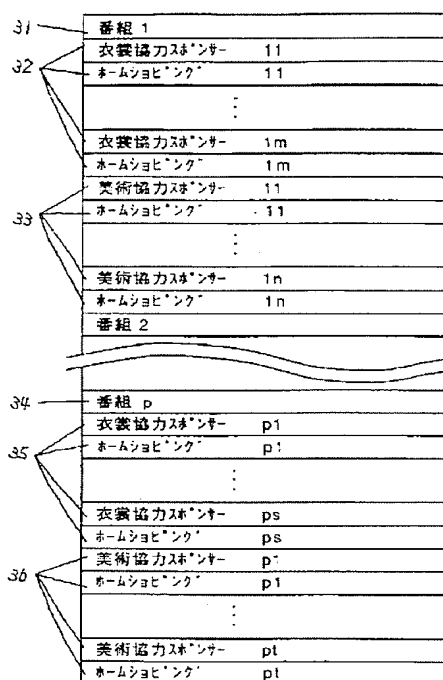 31 番組 1
衣裳協力スポンサー 11
32 ホームショピング 11
⋮
衣裳協力スポンサー 1m
ホームショピング 1m
美術協力スポンサー 11
33 ホームショピング 11
⋮
美術協力スポンサー 1n
ホームショピング 1n
番組 2
34 番組 p
衣裳協力スポンサー p1
35 ホームショピング p1
⋮
衣裳協力スポンサー ps
ホームショピング ps
36 美術協力スポンサー p1
ホームショピング p1
⋮
美術協力スポンサー pt
ホームショピング pt